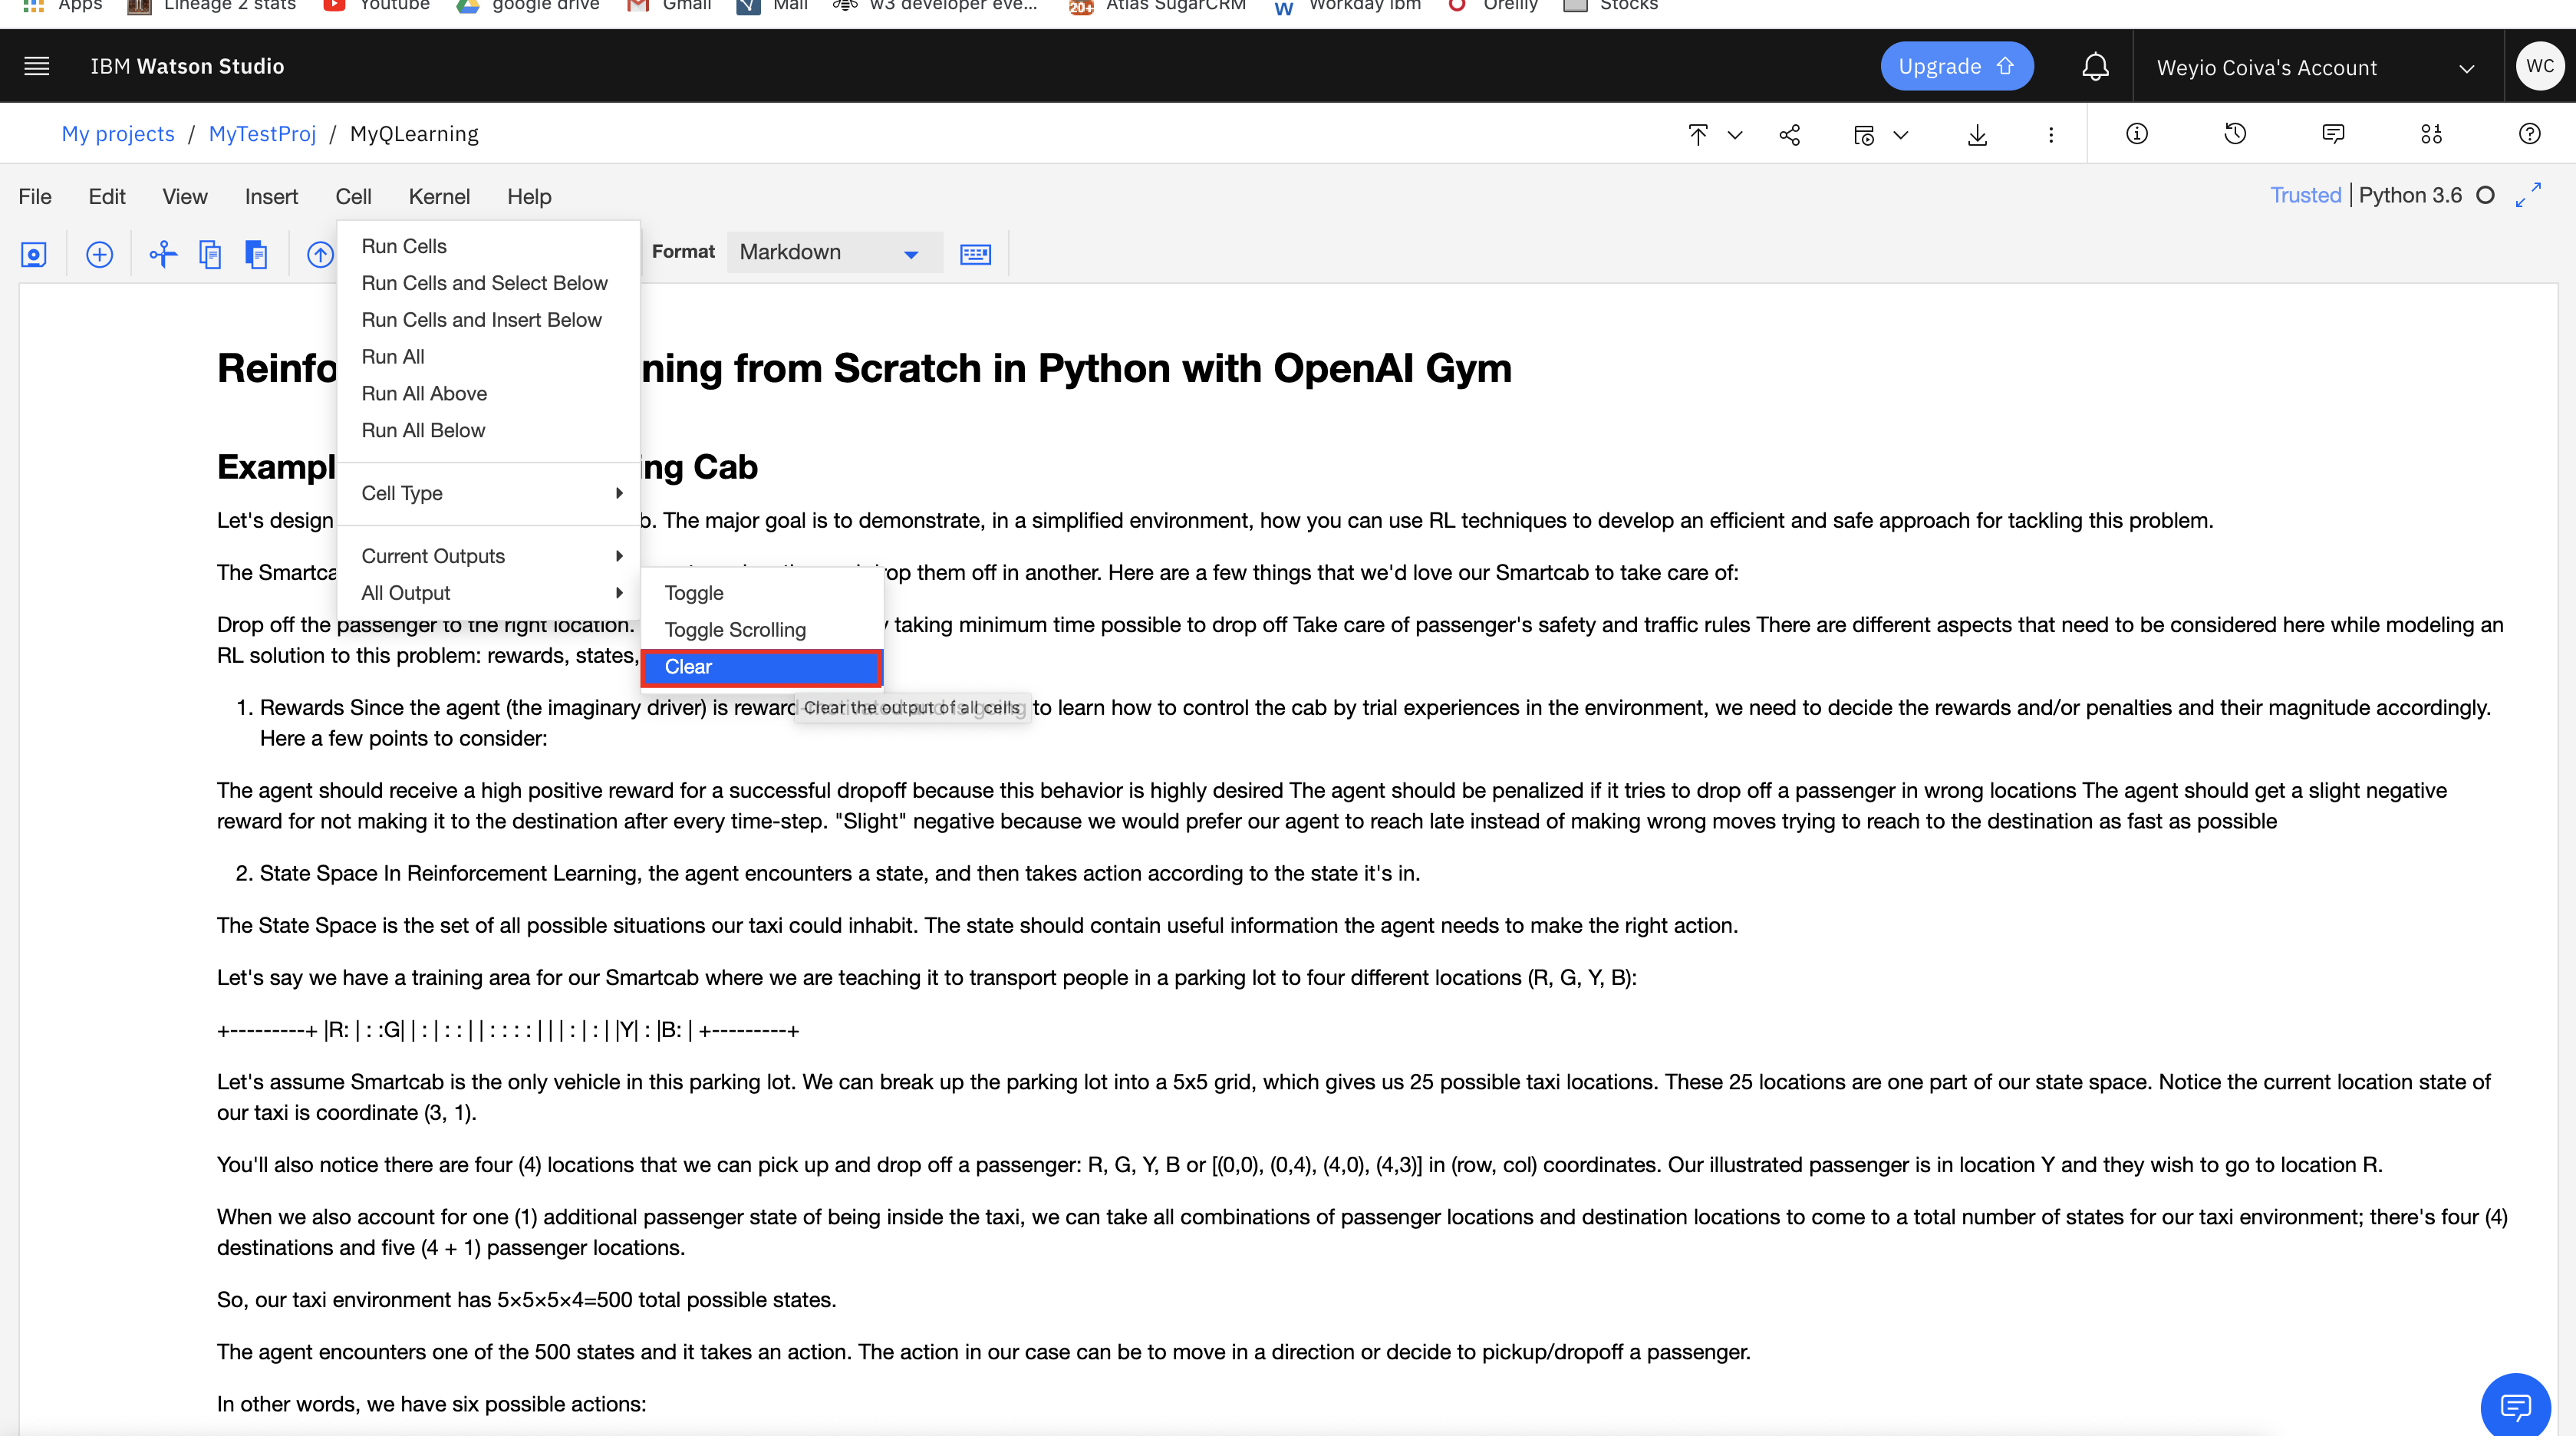 Apps Lineage 2 stats Youtube google drive Gmail Mail w3 developer eve... 20+ Atlas SugarCRM W Workday ibm Oreilly Stocks
IBM Watson Studio Upgrade Weyio Coiva's Account WC
My projects / MyTestProj / MyQLearning
File Edit View Insert Cell Kernel Help Trusted | Python 3.6
Format Markdown
Run Cells
Run Cells and Select Below
Run Cells and Insert Below
Run All
Run All Above
Run All Below
Cell Type
Current Outputs
All Output
Toggle
Toggle Scrolling
Clear
Clear the output of all cells
Reinfo ning from Scratch in Python with OpenAI Gym
Exampl ng Cab
Let's design b. The major goal is to demonstrate, in a simplified environment, how you can use RL techniques to develop an efficient and safe approach for tackling this problem.
The Smartca op them off in another. Here are a few things that we'd love our Smartcab to take care of:
Drop off the passenger to the right location. taking minimum time possible to drop off Take care of passenger's safety and traffic rules There are different aspects that need to be considered here while modeling an
RL solution to this problem: rewards, states,
1. Rewards Since the agent (the imaginary driver) is reward to learn how to control the cab by trial experiences in the environment, we need to decide the rewards and/or penalties and their magnitude accordingly.
Here a few points to consider:
The agent should receive a high positive reward for a successful dropoff because this behavior is highly desired The agent should be penalized if it tries to drop off a passenger in wrong locations The agent should get a slight negative
reward for not making it to the destination after every time-step. "Slight" negative because we would prefer our agent to reach late instead of making wrong moves trying to reach to the destination as fast as possible
2. State Space In Reinforcement Learning, the agent encounters a state, and then takes action according to the state it's in.
The State Space is the set of all possible situations our taxi could inhabit. The state should contain useful information the agent needs to make the right action.
Let's say we have a training area for our Smartcab where we are teaching it to transport people in a parking lot to four different locations (R, G, Y, B):
+---------+ |R: | : :G| | : | : : | | : : : : | | | : | : | |Y| : |B: | +---------+
Let's assume Smartcab is the only vehicle in this parking lot. We can break up the parking lot into a 5x5 grid, which gives us 25 possible taxi locations. These 25 locations are one part of our state space. Notice the current location state of
our taxi is coordinate (3, 1).
You'll also notice there are four (4) locations that we can pick up and drop off a passenger: R, G, Y, B or [(0,0), (0,4), (4,0), (4,3)] in (row, col) coordinates. Our illustrated passenger is in location Y and they wish to go to location R.
When we also account for one (1) additional passenger state of being inside the taxi, we can take all combinations of passenger locations and destination locations to come to a total number of states for our taxi environment; there's four (4)
destinations and five (4 + 1) passenger locations.
So, our taxi environment has 5×5×5×4=500 total possible states.
The agent encounters one of the 500 states and it takes an action. The action in our case can be to move in a direction or decide to pickup/dropoff a passenger.
In other words, we have six possible actions: